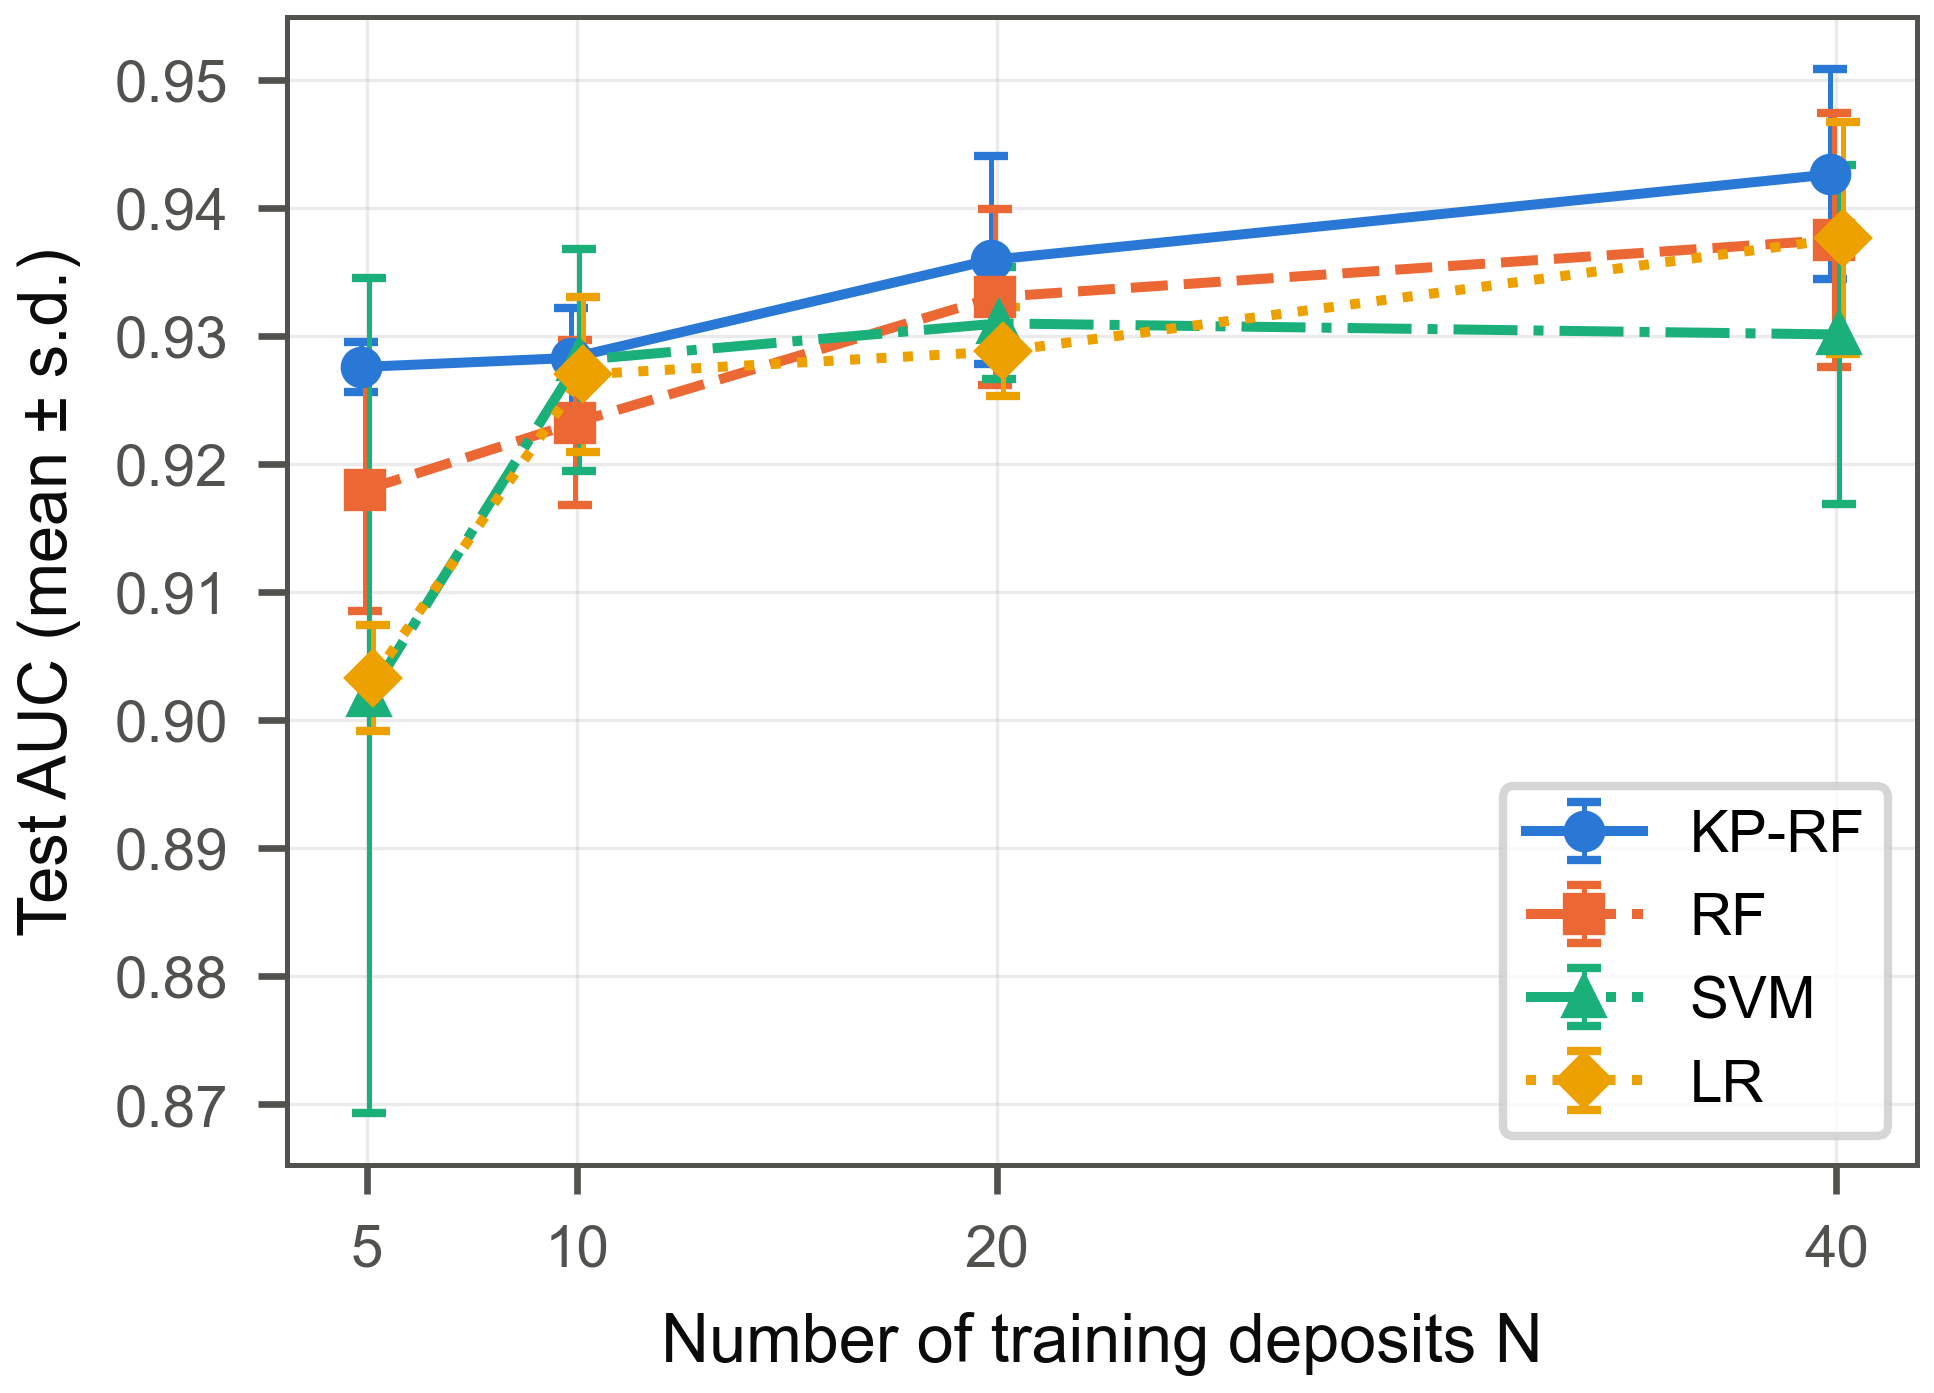 Test AUC (mean ± s.d.)
0.95
0.94
0.93
0.92
0.91
0.90
0.89
0.88
0.87
KP-RF
RF
SVM
LR
5 10 20 40
Number of training deposits N